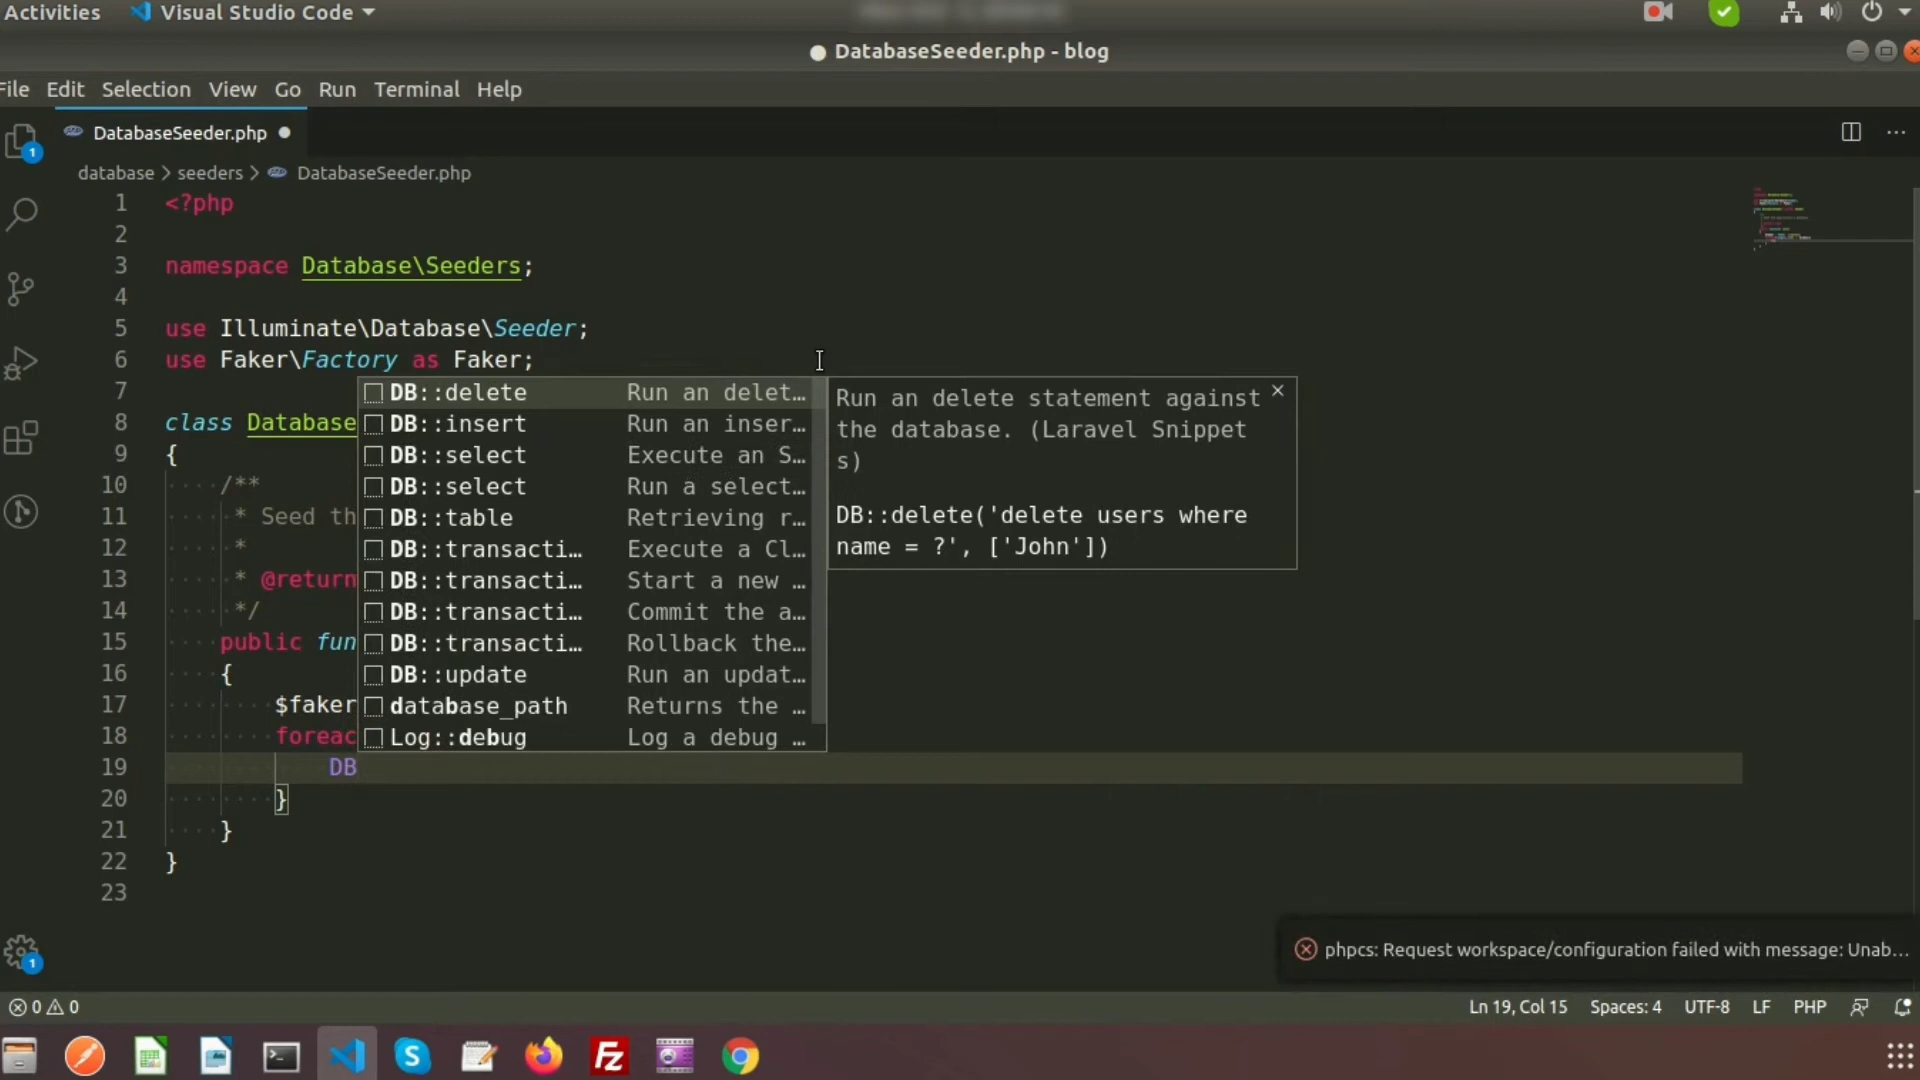 Activities Visual Studio Code
DatabaseSeeder.php - blog
File Edit Selection View Go Run Terminal Help
DatabaseSeeder.php
1
database > seeders > DatabaseSeeder.php
1 <?php
2
3 namespace Database\Seeders;
4
5 use Illuminate\Database\Seeder;
6 use Faker\Factory as Faker;
7
8 class Database
9 {
10 /**
11 * Seed th
12 *
13 * @return
14 */
15 public fun
16 {
17 $faker
18 foreac
19 DB
20 }
21 }
22 }
23
DB::delete Run an delet…
DB::insert Run an inser…
DB::select Execute an S…
DB::select Run a select…
DB::table Retrieving r…
DB::transacti… Execute a Cl…
DB::transacti… Start a new …
DB::transacti… Commit the a…
DB::transacti… Rollback the…
DB::update Run an updat…
database_path Returns the …
Log::debug Log a debug …
Run an delete statement against
the database. (Laravel Snippet
s)
DB::delete('delete users where
name = ?', ['John'])
phpcs: Request workspace/configuration failed with message: Unab…
1
0 0 Ln 19, Col 15 Spaces: 4 UTF-8 LF PHP
S
Fz